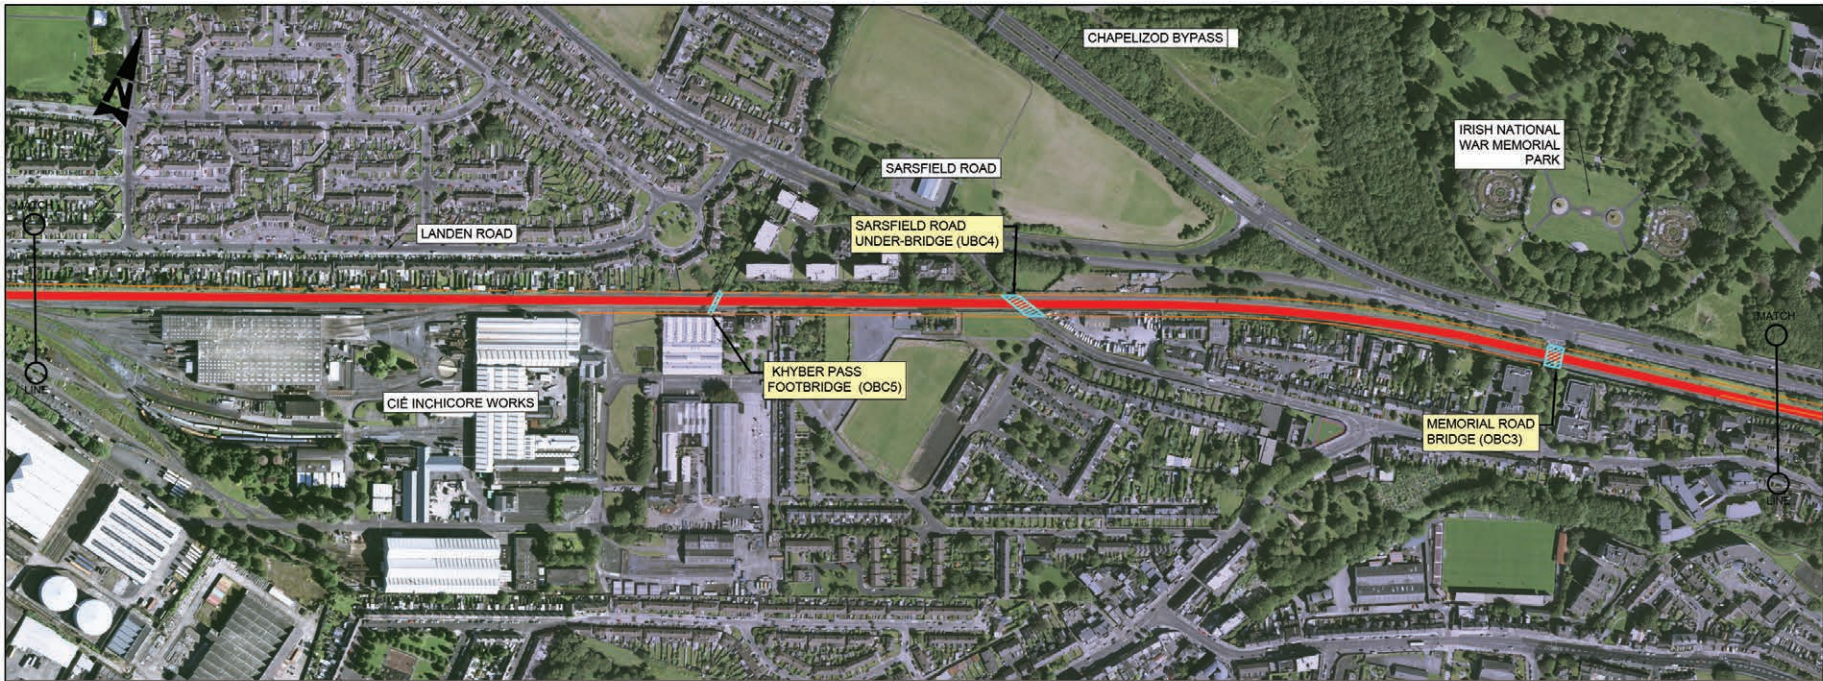 CHAPELIZOD BYPASS
N
IRISH NATIONAL
WAR MEMORIAL
PARK
SARSFIELD ROAD
MATCH
LANDEN ROAD
SARSFIELD ROAD
UNDER-BRIDGE (UBC4)
MATCH
LINE
KHYBER PASS
FOOTBRIDGE (OBC5)
CIÉ INCHICORE WORKS
MEMORIAL ROAD
BRIDGE (OBC3)
LINE